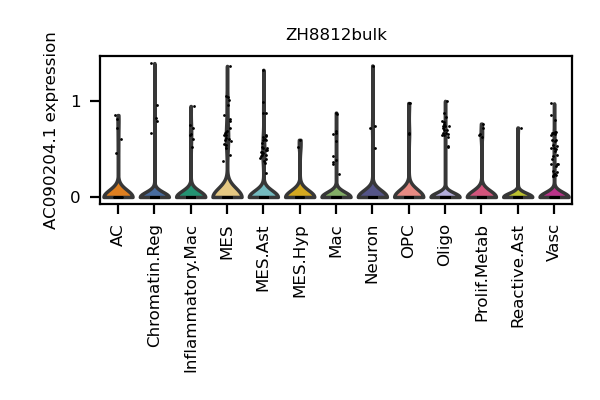 ZH8812bulk
AC090204.1 expression
1
0
AC
Chromatin.Reg
Inflammatory.Mac
MES
MES.Ast
MES.Hyp
Mac
Neuron
OPC
Oligo
Prolif.Metab
Reactive.Ast
Vasc